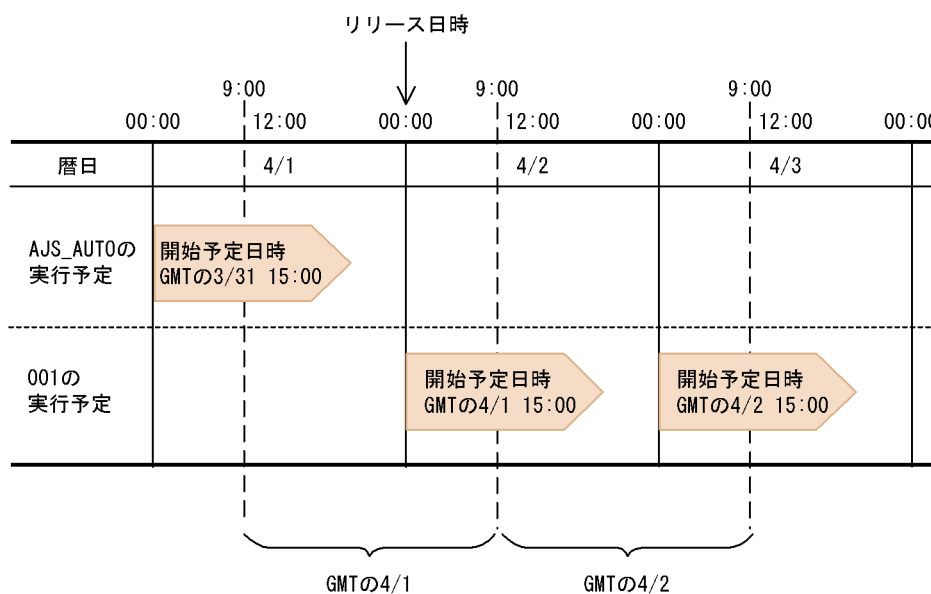 リリース日時
9:00 9:00 9:00
00:00 12:00 00:00 12:00 00:00 12:00 00:00
暦日 4/1 4/2 4/3
AJS_AUTOの
実行予定
開始予定日時
GMTの3/31 15:00
001の
実行予定
開始予定日時
GMTの4/1 15:00
開始予定日時
GMTの4/2 15:00
GMTの4/1 GMTの4/2